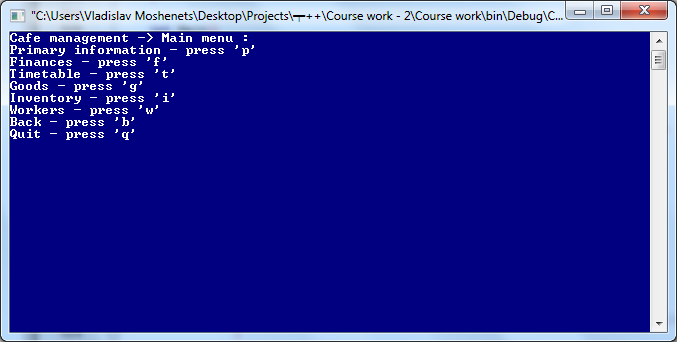 "C:\Users\Vladislav Moshenets\Desktop\Projects\┬++\Course work - 2\Course work\bin\Debug\C...
Cafe management -> Main menu :
Primary information - press 'p'
Finances - press 'f'
Timetable - press 't'
Goods - press 'g'
Inventory - press 'i'
Workers - press 'w'
Back - press 'b'
Quit - press 'q'